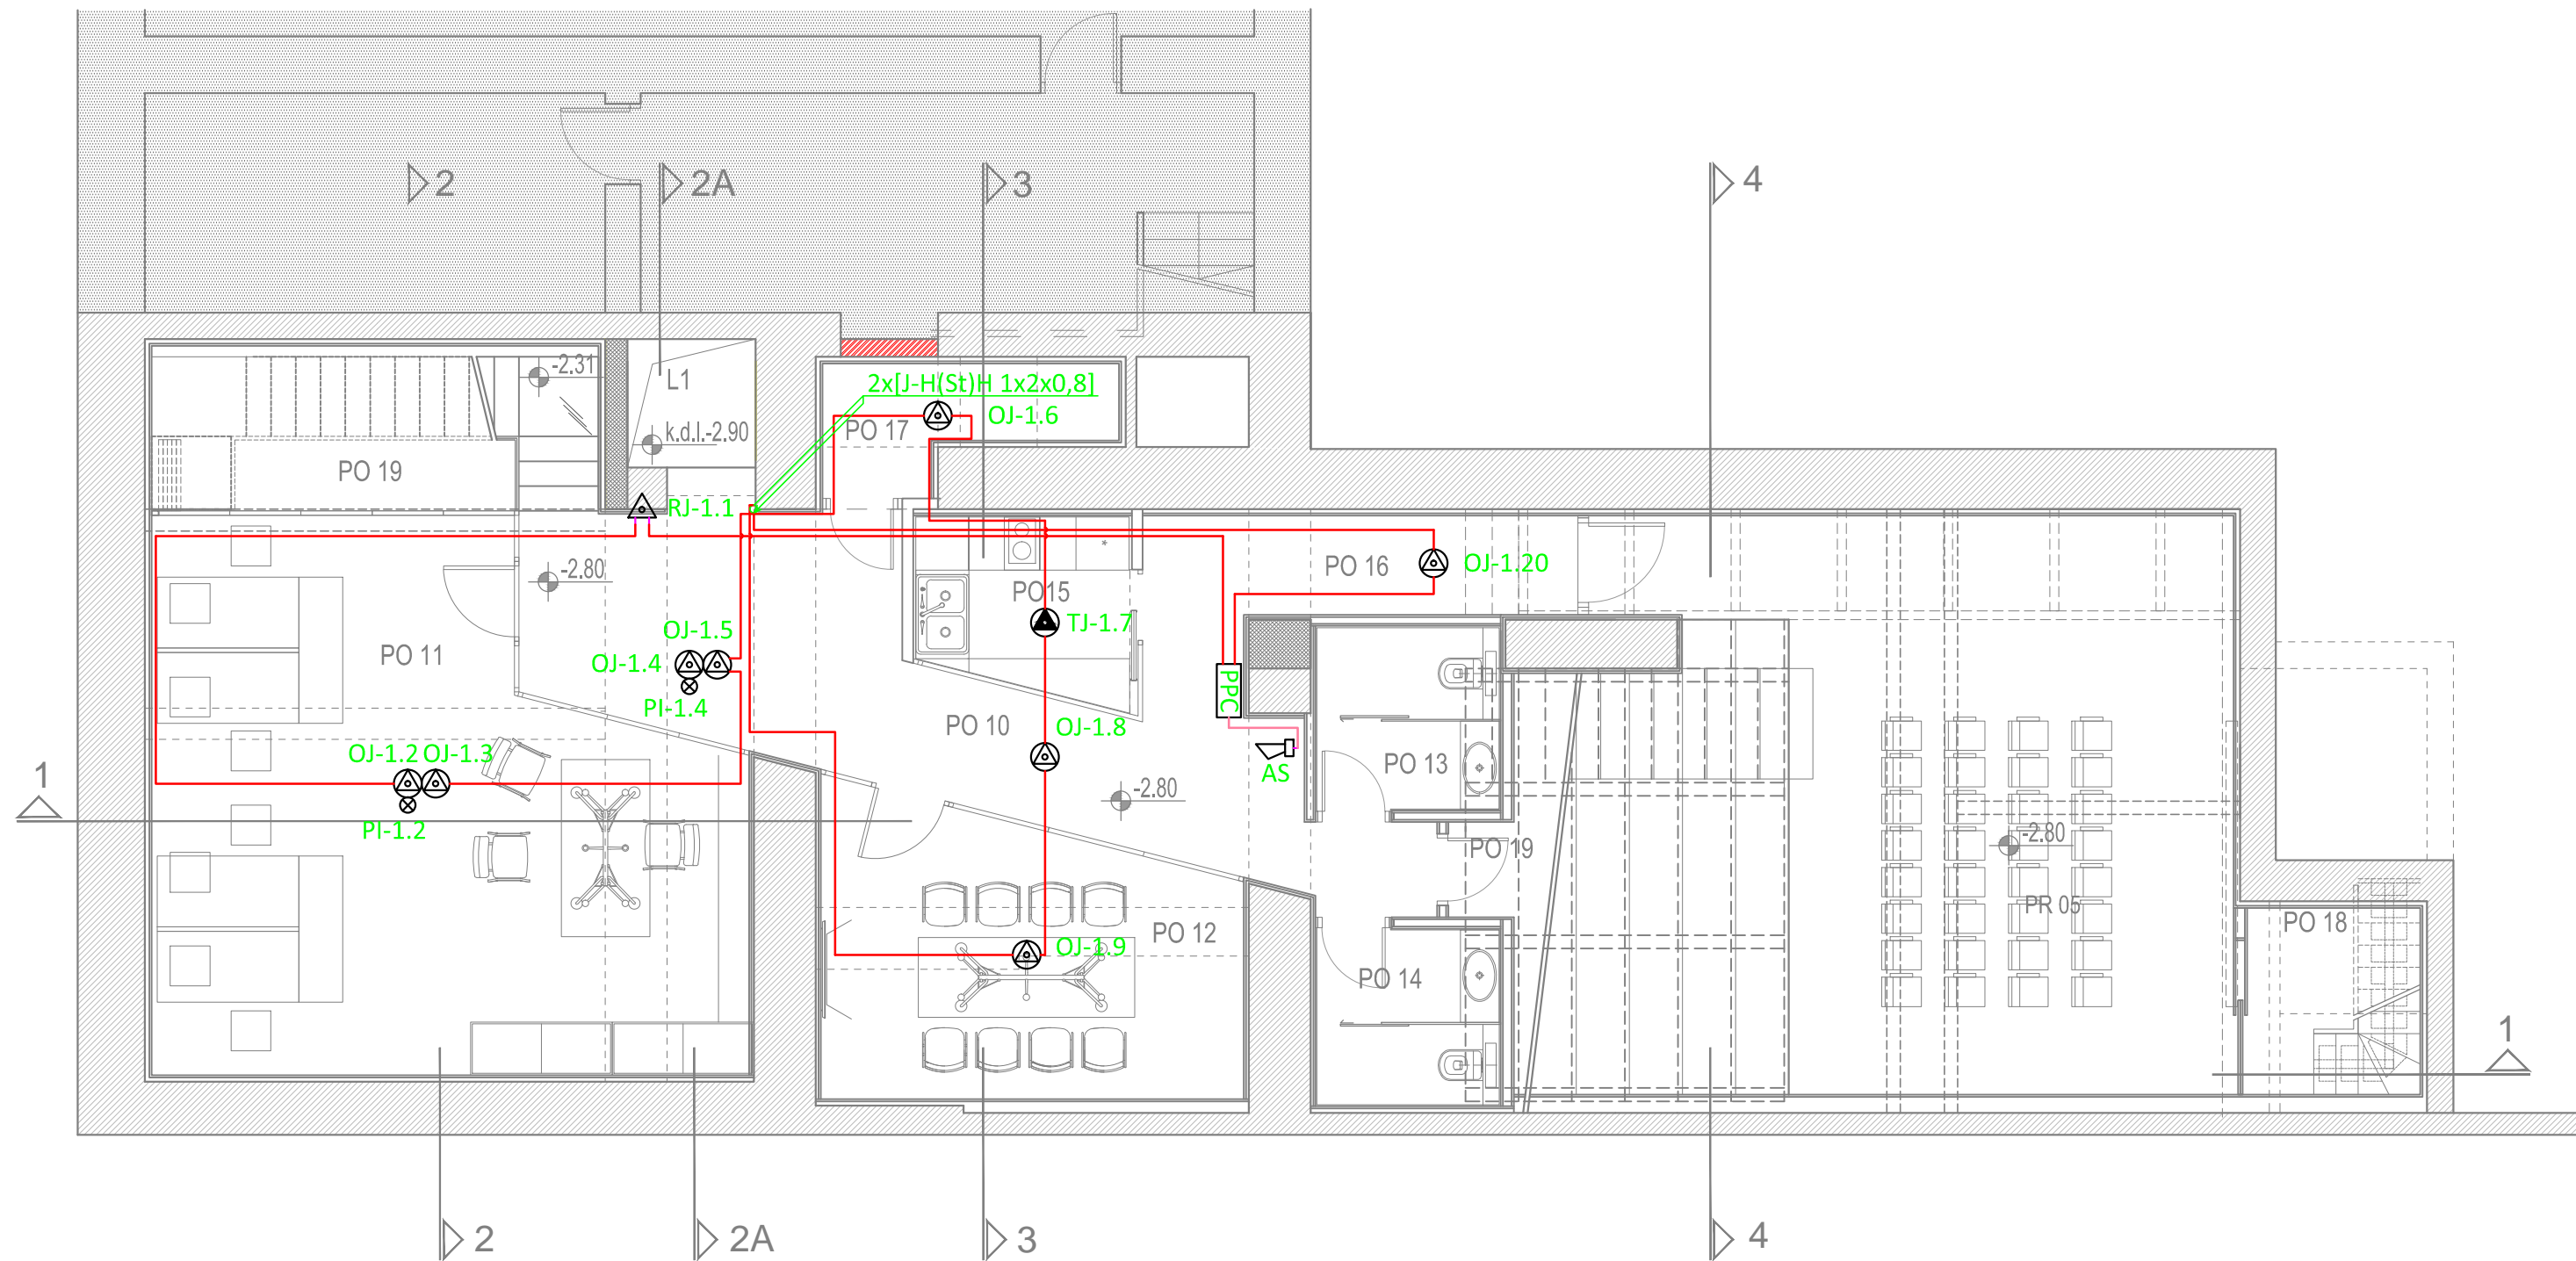 2
2A
3
4
-2.31
L1
2x[J-H(St)H 1x2x0,8]
OJ-1.6
PO 17
k.d.l.-2.90
PO 19
RJ-1.1
-2.80
PO 16
OJ-1.20
PO15
TJ-1.7
OJ-1.5
OJ-1.4
PO 11
PI-1.4
PPC
PO 10
OJ-1.8
OJ-1.2
OJ-1.3
AS
PO 13
1
-2.80
PI-1.2
-2.80
PO 19
PR 05
PO 18
PO 12
OJ-1.9
PO 14
1
2
2A
3
4